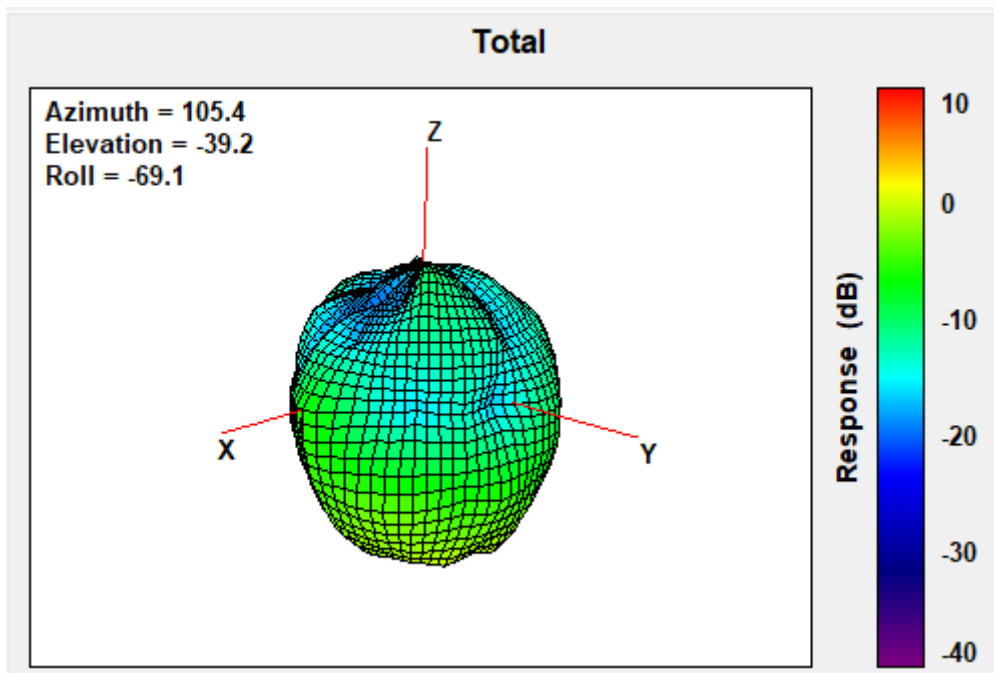 Total
Azimuth = 105.4
Elevation = -39.2
Roll = -69.1
Z
X
Y
10
0
-10
-20
-30
-40
Response (dB)